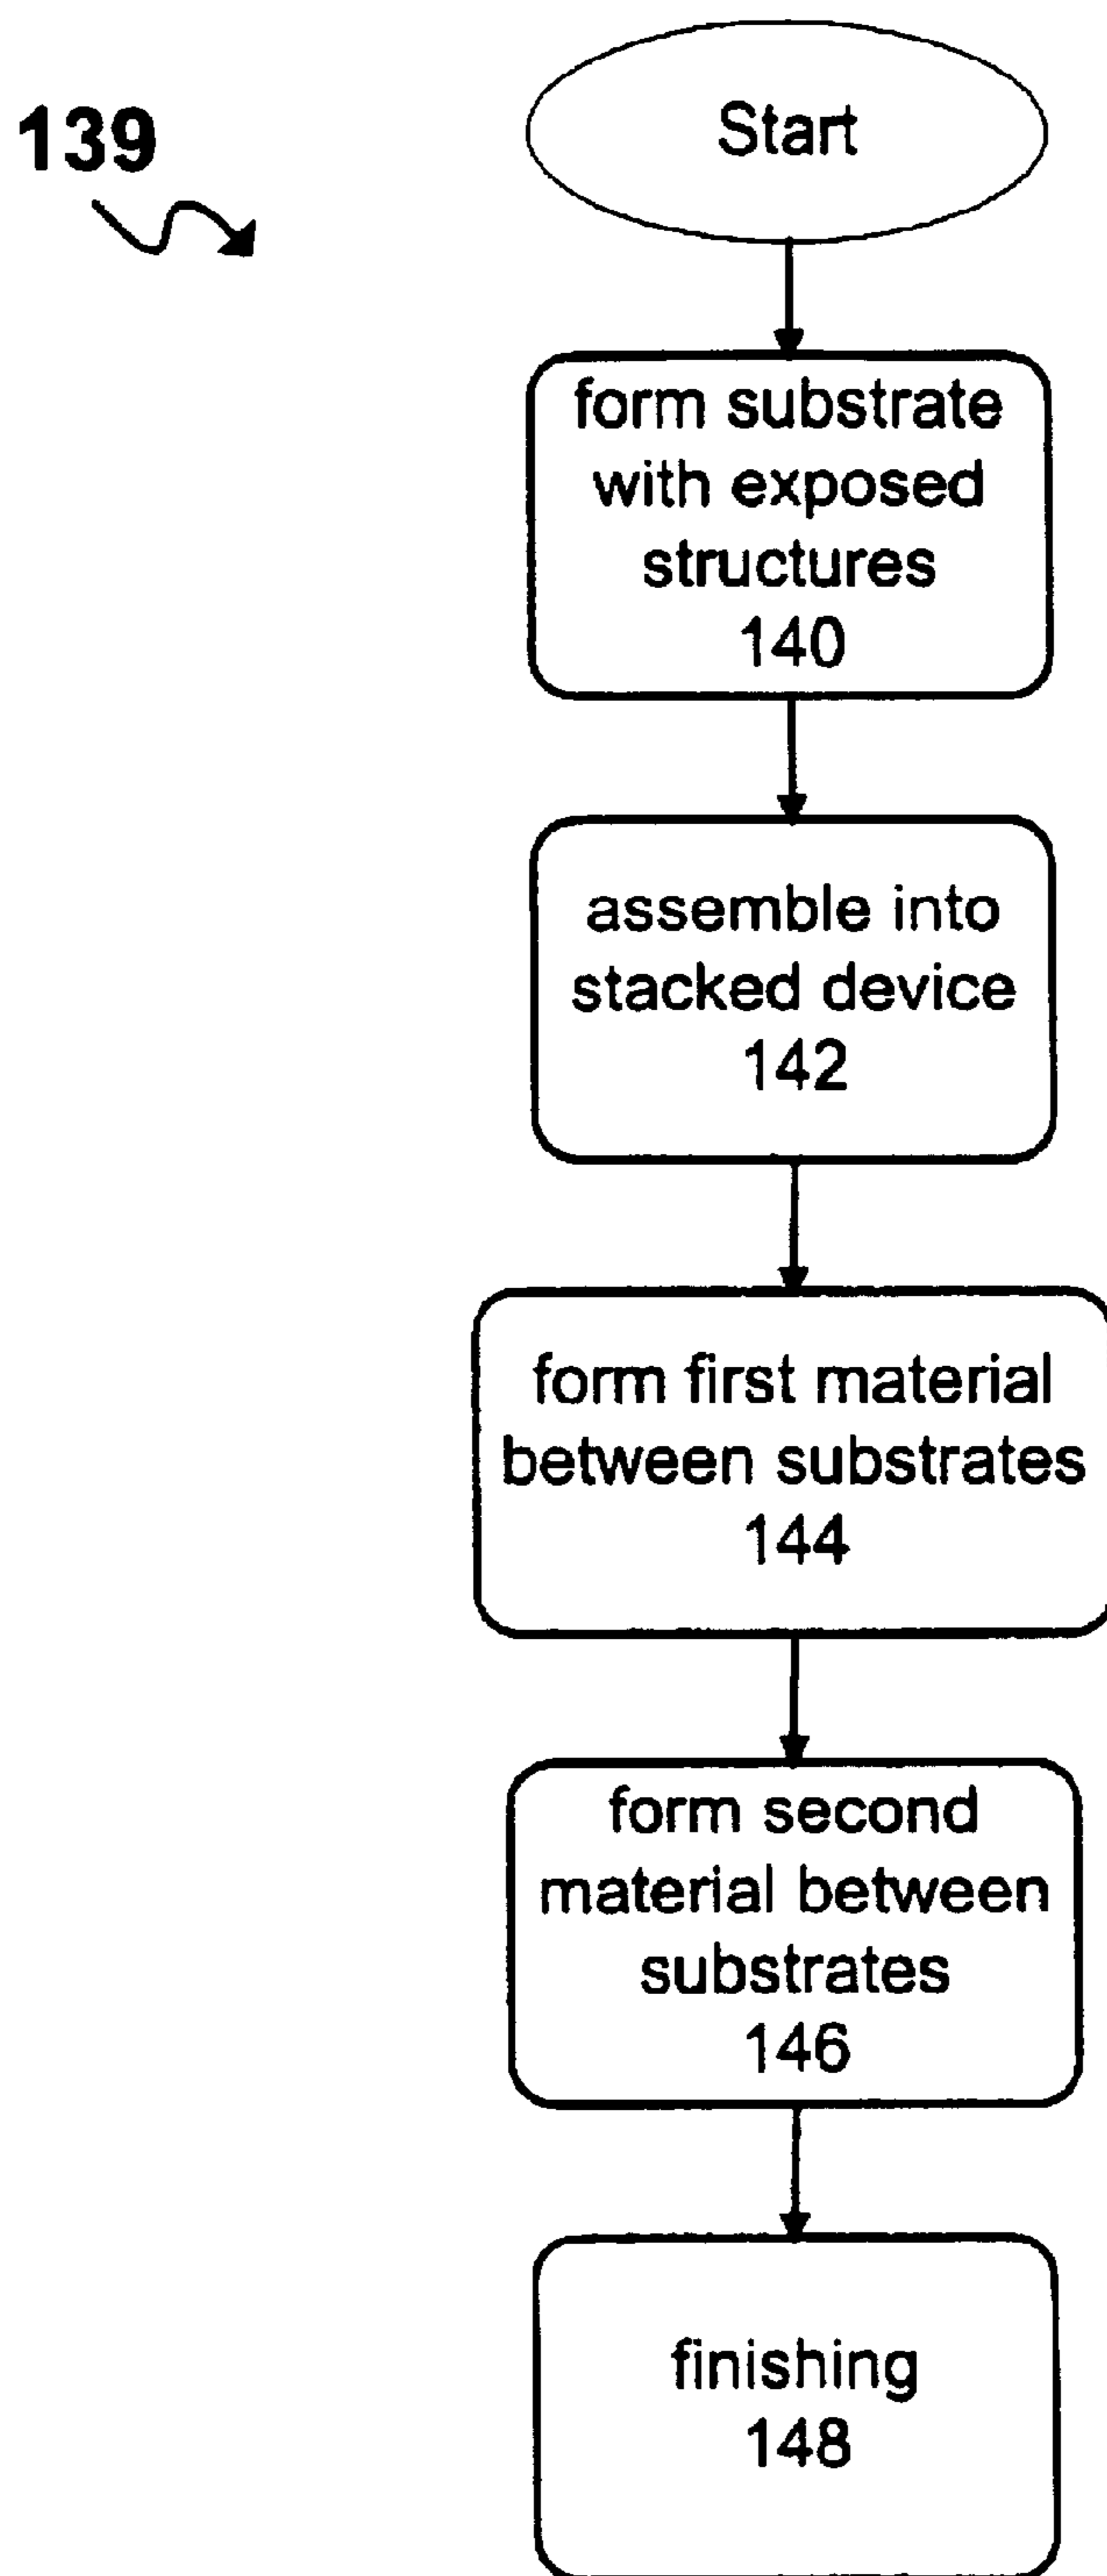 139
Start
form substrate
with exposed
structures
140
assemble into
stacked device
142
form first material
between substrates
144
form second
material between
substrates
146
finishing
148